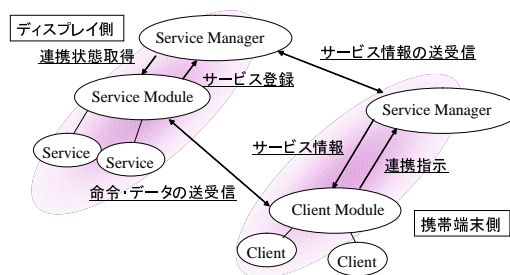 ディスプレイ側
Service Manager
連携状態取得
サービス情報の送受信
サービス登録
Service Module
Service Manager
Service
Service
サービス情報
連携指示
命令・データの送受信
Client Module
携帯端末側
Client
Client